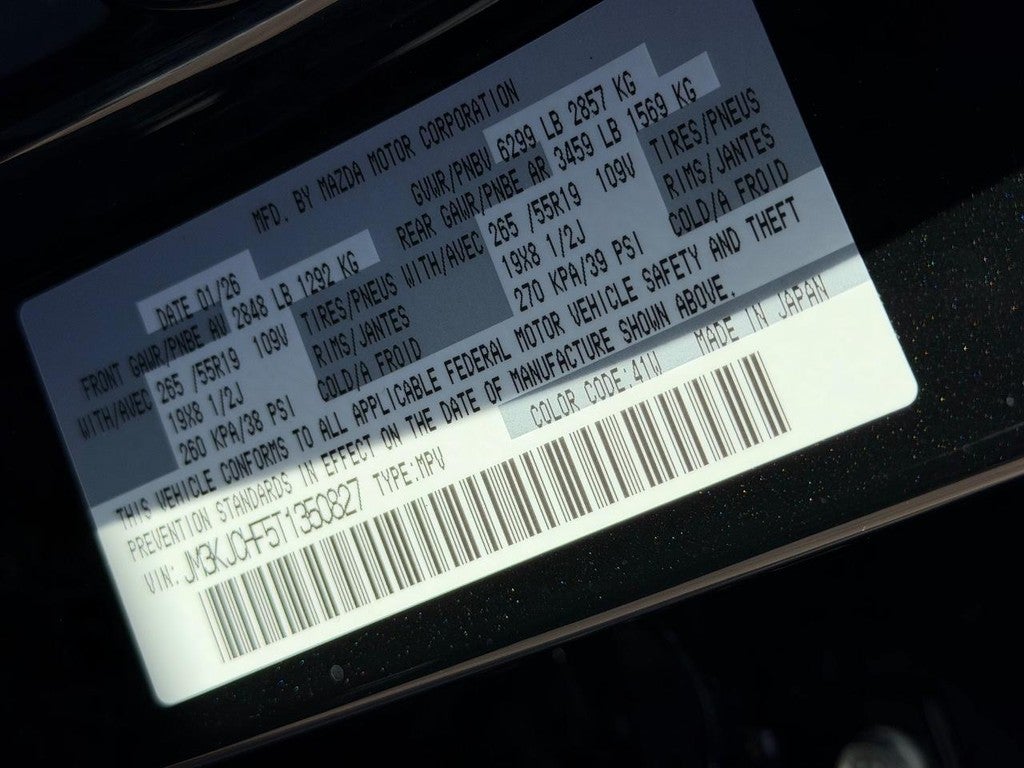 MFD. BY MAZDA MOTOR CORPORATION
DATE 01/26 GVWR/PNBV 6299 LB 2857 KG
FRONT GAWR/PNBE AV 2848 LB 1292 KG REAR GAWR/PNBE AR 3459 LB 1569 KG
WITH/AVEC 265 /55R19 109V TIRES/PNEUS WITH/AVEC 265 /55R19 109V TIRES/PNEUS
19X8 1/2J RIMS/JANTES 19X8 1/2J RIMS/JANTES
260 KPA/38 PSI COLD/A FROID 270 KPA/39 PSI COLD/A FROID
THIS VEHICLE CONFORMS TO ALL APPLICABLE FEDERAL MOTOR VEHICLE SAFETY AND THEFT
PREVENTION STANDARDS IN EFFECT ON THE DATE OF MANUFACTURE SHOWN ABOVE.
VIN: JM3KJCHF5T1350827 TYPE:MPV COLOR CODE:41W MADE IN JAPAN